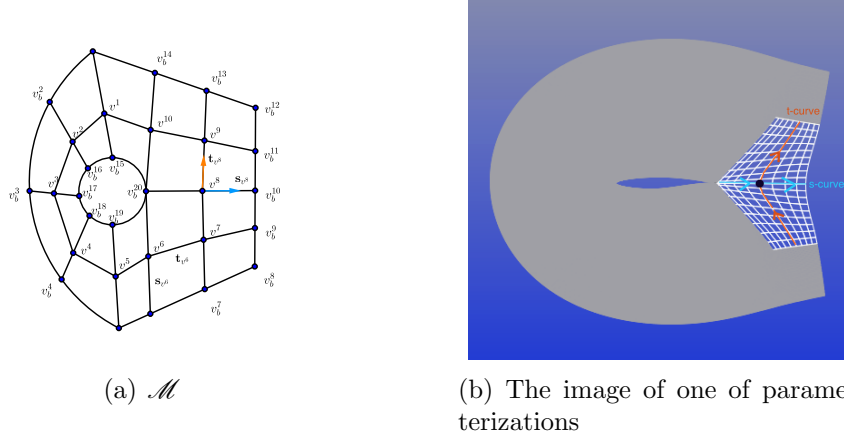 v_b^{14}
v_b^{13}
v_b^{12}
v_b^2
v^1
v^{10}
v^9
v_b^{11}
v^2
v_b^{15}
t_{v^8}
v_b^{16}
v_b^3
v^3
v_b^{17}
v_b^{20}
v^8
s_{v^8}
v_b^{10}
v_b^{18}
v_b^{19}
v^4
v^5
v^6
v^7
v_b^9
t_{v^6}
v_b^4
s_{v^6}
v_b^8
v_b^7
(a) ℳ
t-curve
s-curve
(b) The image of one of parame-
terizations